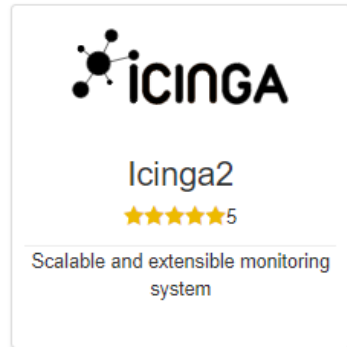 ICINGA
Icinga2
5
Scalable and extensible monitoring
system